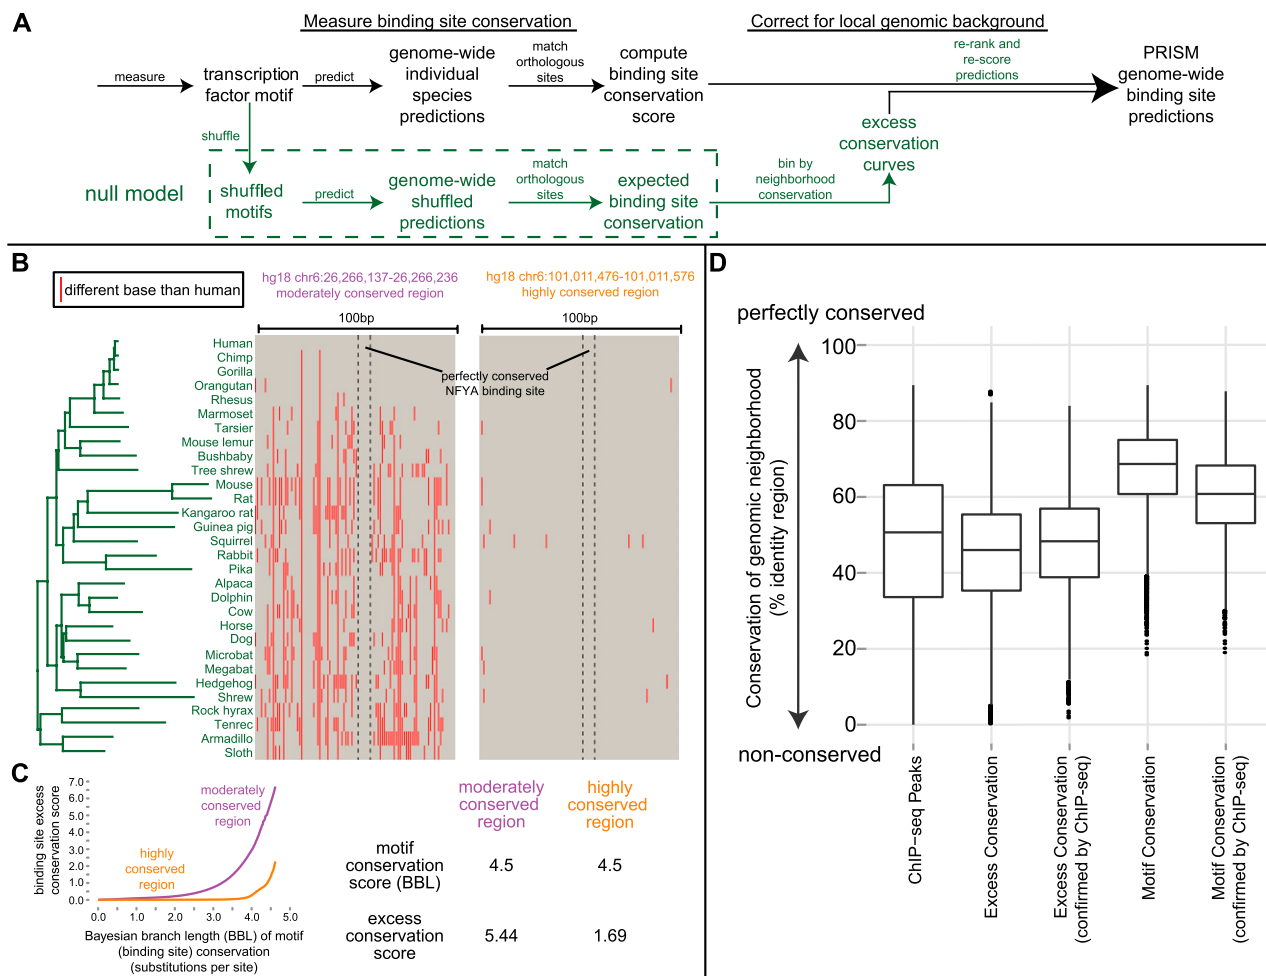 A
Measure binding site conservation
Correct for local genomic background
measure
transcription
factor motif
predict
genome-wide
individual
species
predictions
match
orthologous
sites
compute
binding site
conservation
score
re-rank and
re-score
predictions
PRISM
genome-wide
binding site
predictions
shuffle
null model
shuffled
motifs
predict
genome-wide
shuffled
predictions
match
orthologous
sites
expected
binding site
conservation
bin by
neighborhood
conservation
excess
conservation
curves
B
different base than human
hg18 chr6:26,266,137-26,266,236
moderately conserved region
hg18 chr6:101,011,476-101,011,576
highly conserved region
100bp
100bp
perfectly conserved
NFYA binding site
Human
Chimp
Gorilla
Orangutan
Rhesus
Marmoset
Tarsier
Mouse lemur
Bushbaby
Tree shrew
Mouse
Rat
Kangaroo rat
Guinea pig
Squirrel
Rabbit
Pika
Alpaca
Dolphin
Cow
Horse
Dog
Microbat
Megabat
Hedgehog
Shrew
Rock hyrax
Tenrec
Armadillo
Sloth
C
binding site excess
conservation score
7.0
6.0
5.0
4.0
3.0
2.0
1.0
0.0
moderately
conserved
region
highly
conserved
region
0.0 1.0 2.0 3.0 4.0 5.0
Bayesian branch length (BBL) of motif
(binding site) conservation
(substitutions per site)
moderately
conserved
region
highly
conserved
region
motif
conservation
score (BBL)
4.5
4.5
excess
conservation
score
5.44
1.69
D
perfectly conserved
Conservation of genomic neighborhood
(% identity region)
100
80
60
40
20
0
non-conserved
ChIP−seq Peaks
Excess Conservation
Excess Conservation
(confirmed by ChIP-seq)
Motif Conservation
Motif Conservation
(confirmed by ChIP-seq)